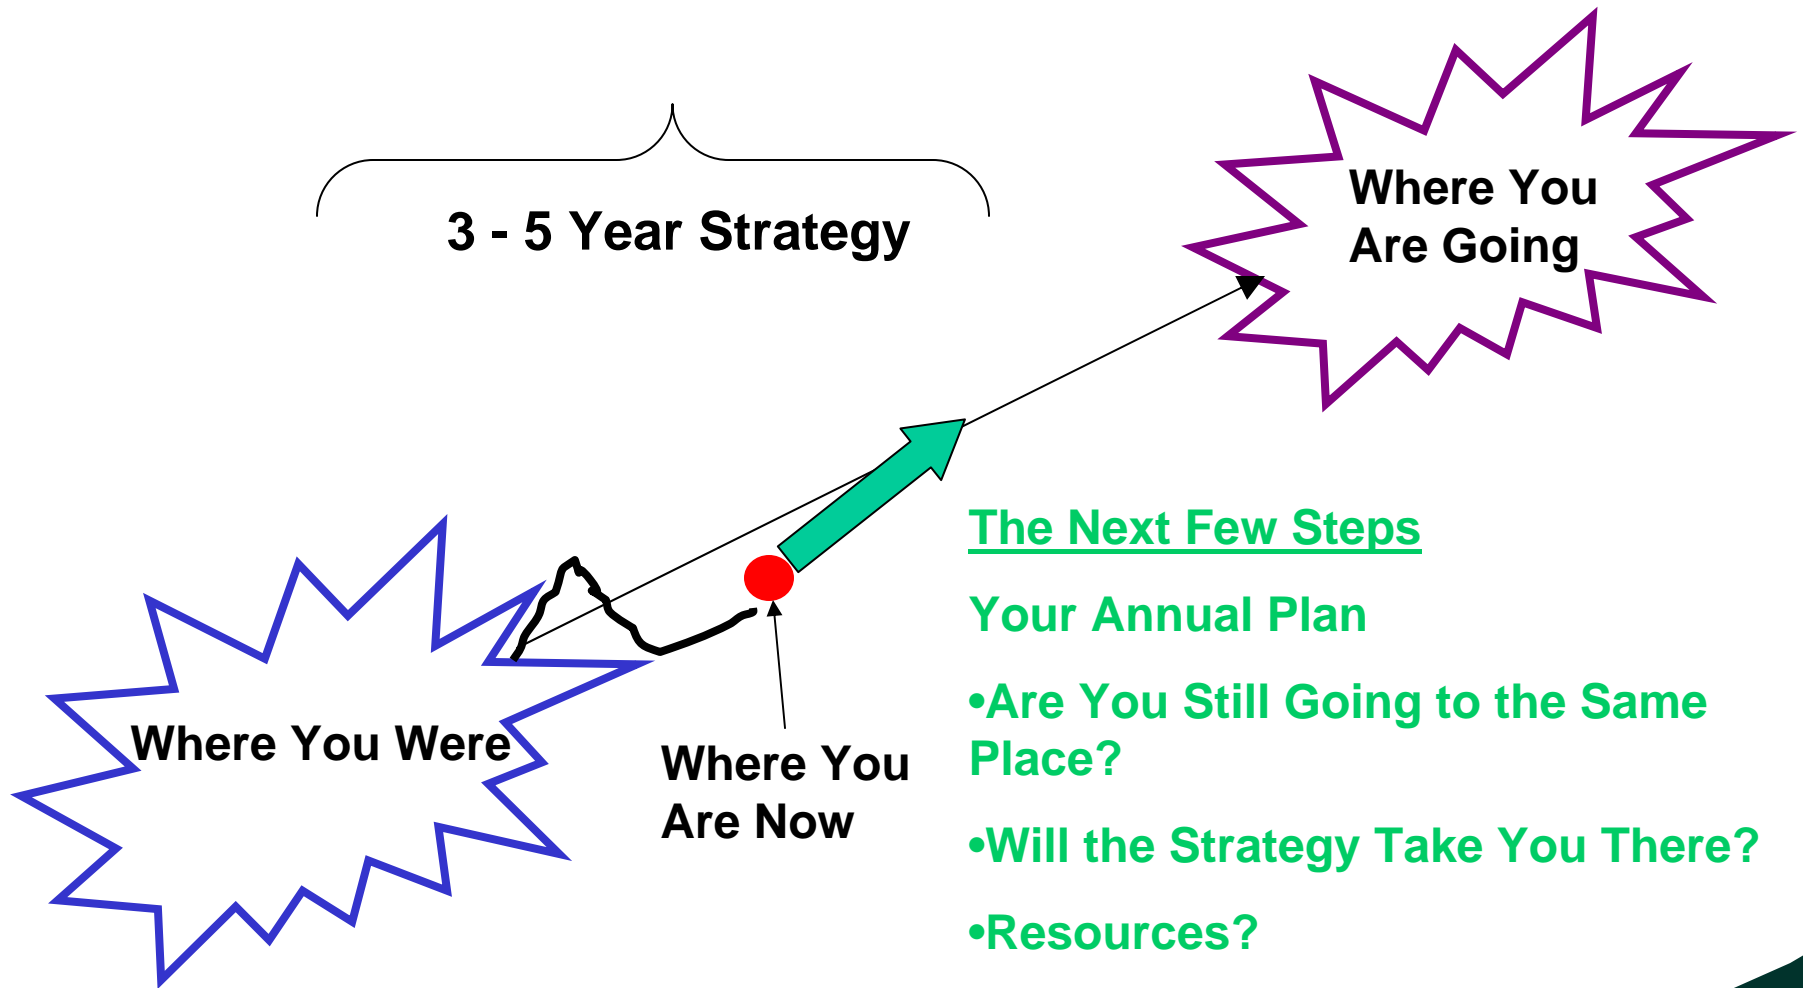 3 - 5 Year Strategy
Where You
Are Going
Where You Were
Where You
Are Now
The Next Few Steps
Your Annual Plan
•Are You Still Going to the Same
Place?
•Will the Strategy Take You There?
•Resources?